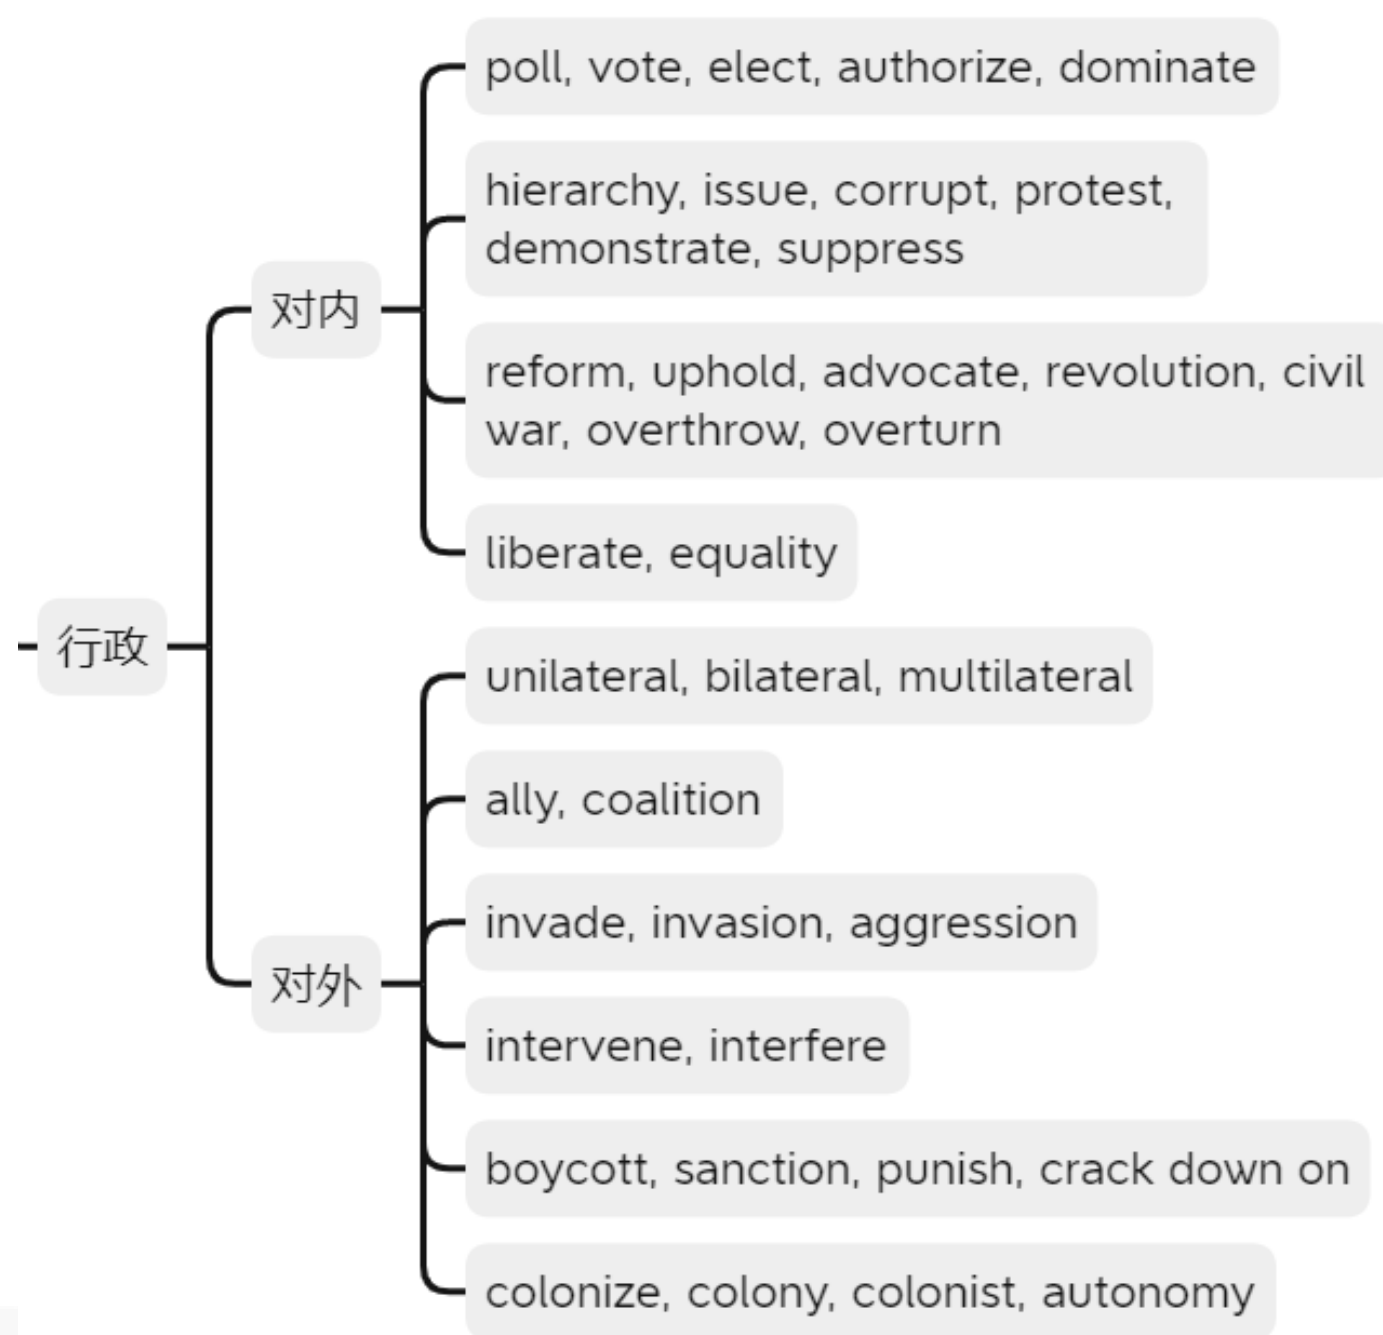 poll, vote, elect, authorize, dominate
hierarchy, issue, corrupt, protest,
demonstrate, suppress
对内
reform, uphold, advocate, revolution, civil
war, overthrow, overturn
liberate, equality
行政
unilateral, bilateral, multilateral
ally, coalition
invade, invasion, aggression
对外
intervene, interfere
boycott, sanction, punish, crack down on
colonize, colony, colonist, autonomy